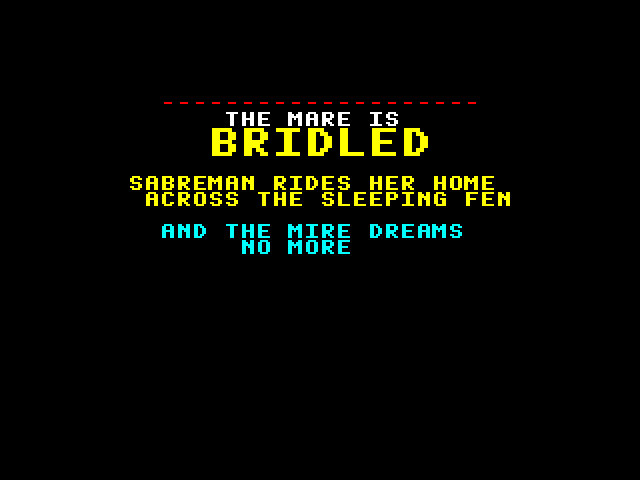 THE MARE IS
BRIDLED
SABREMAN RIDES HER HOME
ACROSS THE SLEEPING FEN
AND THE MIRE DREAMS
NO MORE